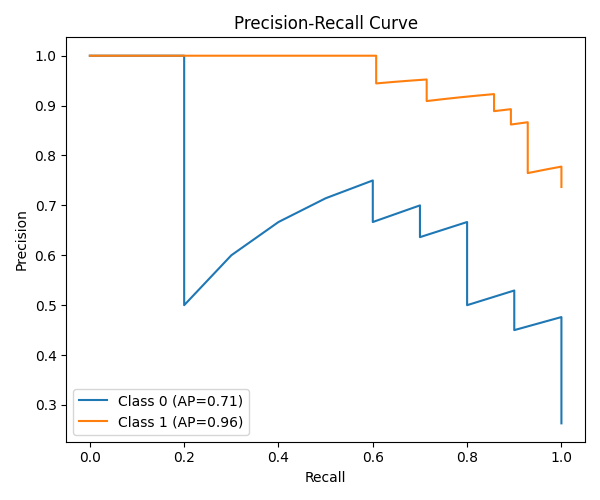 Precision-Recall Curve
Precision
1.0
0.9
0.8
0.7
0.6
0.5
0.4
0.3
Class 0 (AP=0.71)
Class 1 (AP=0.96)
0.0 0.2 0.4 0.6 0.8 1.0
Recall